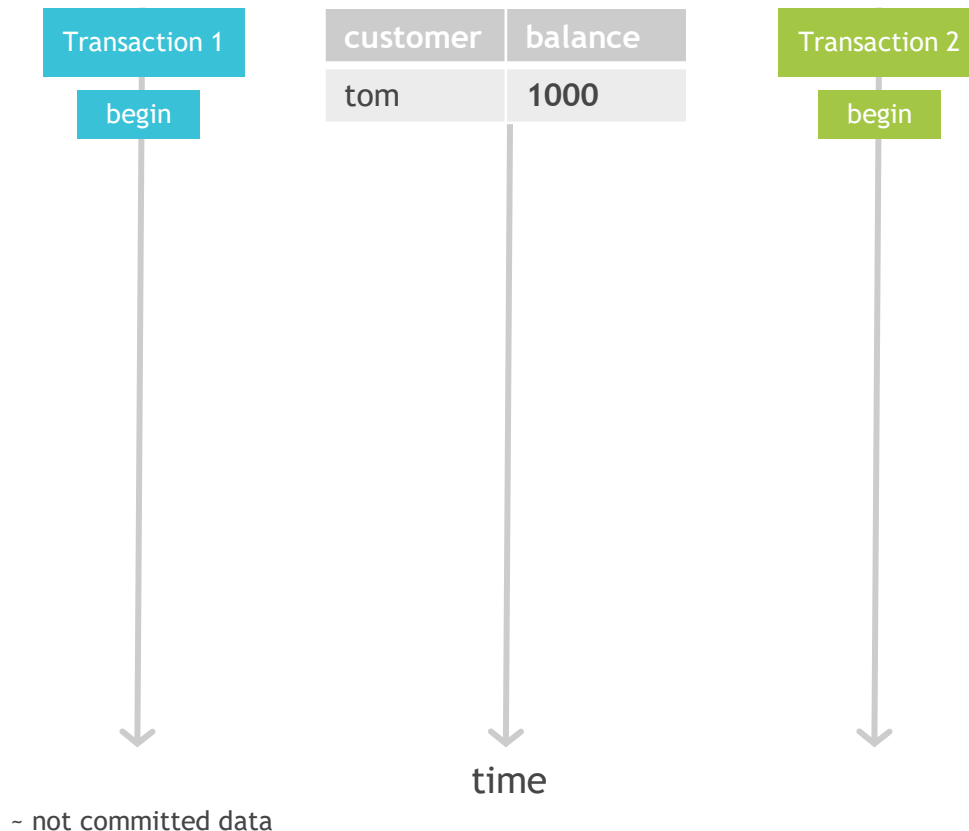 Transaction 1
customer balance
Transaction 2
begin
tom 1000
begin
time
~ not committed data